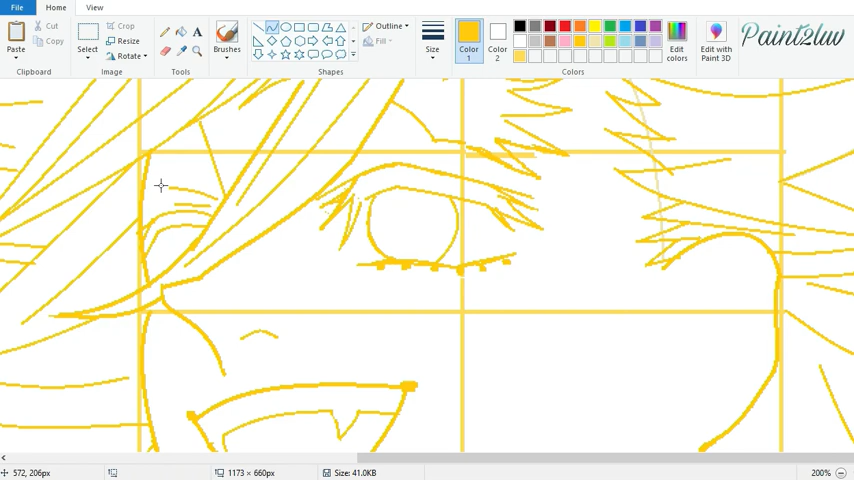 File Home View
Paste Cut Copy Clipboard
Select Crop Resize Rotate Image
Tools
Brushes
Outline Fill Shapes
Size
Color 1
Color 2
Edit colors
Colors
Edit with Paint 3D
Paint2luv
572, 206px
1173 × 660px
Size: 41.0KB
200%